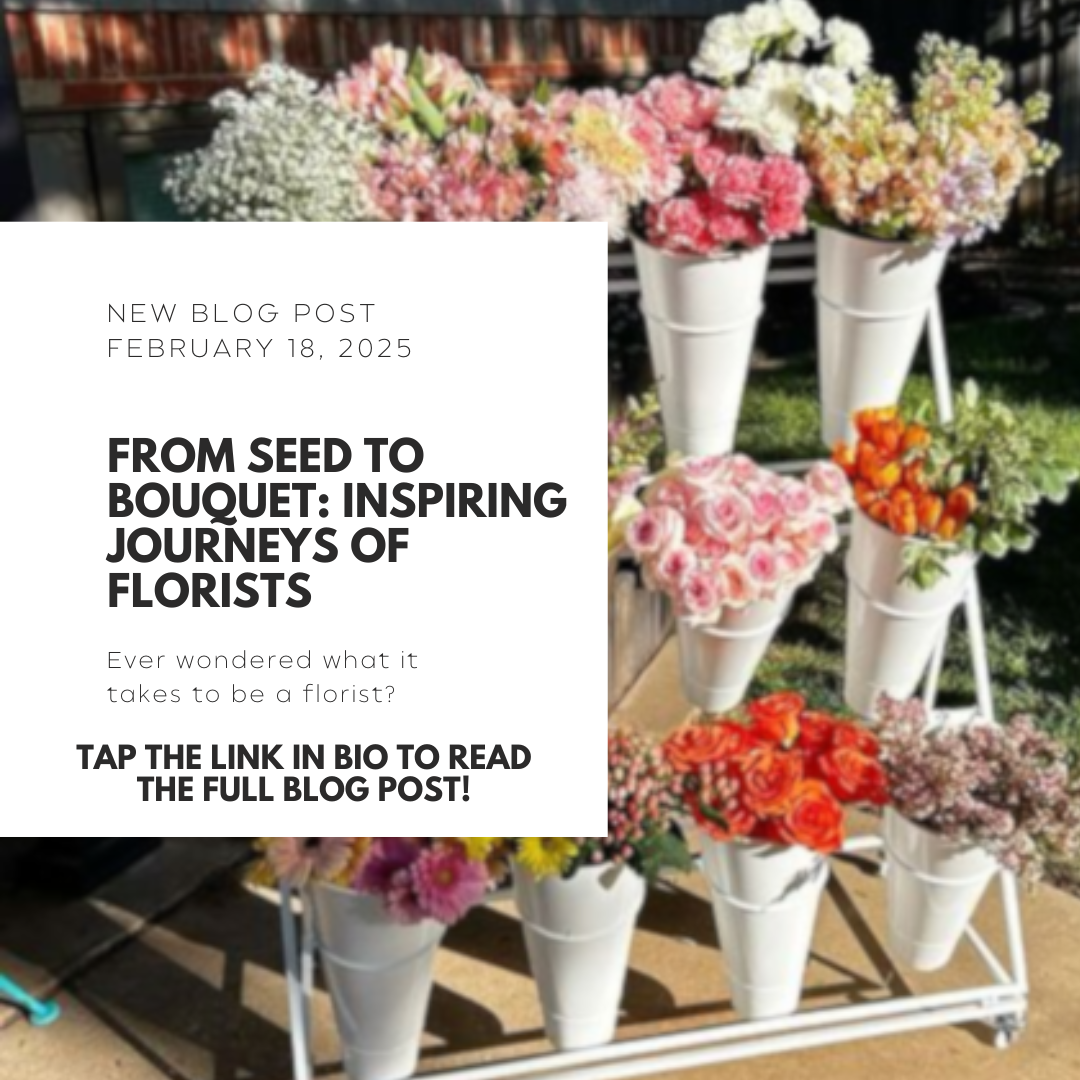 NEW BLOG POST
FEBRUARY 18, 2025
FROM SEED TO
BOUQUET: INSPIRING
JOURNEYS OF
FLORISTS
Ever wondered what it
takes to be a florist?
TAP THE LINK IN BIO TO READ
THE FULL BLOG POST!